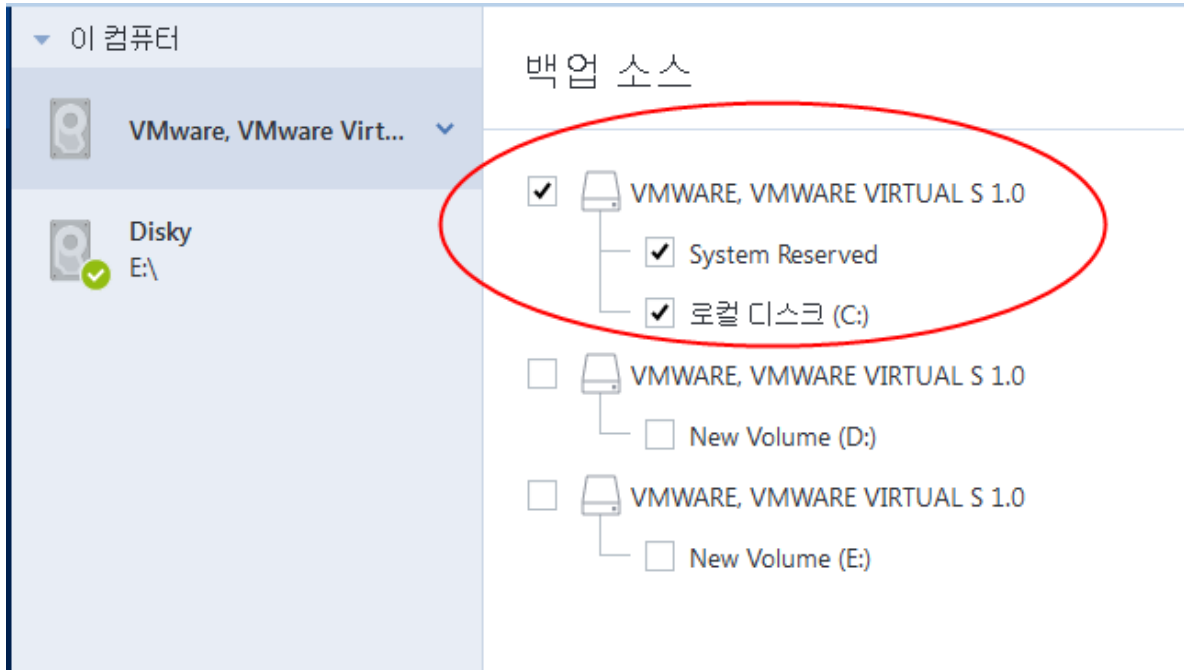 이 컴퓨터
VMware, VMware Virt...
Disky
E:\
백업 소스
VMWARE, VMWARE VIRTUAL S 1.0
System Reserved
로컬 디스크 (C:)
VMWARE, VMWARE VIRTUAL S 1.0
New Volume (D:)
VMWARE, VMWARE VIRTUAL S 1.0
New Volume (E:)